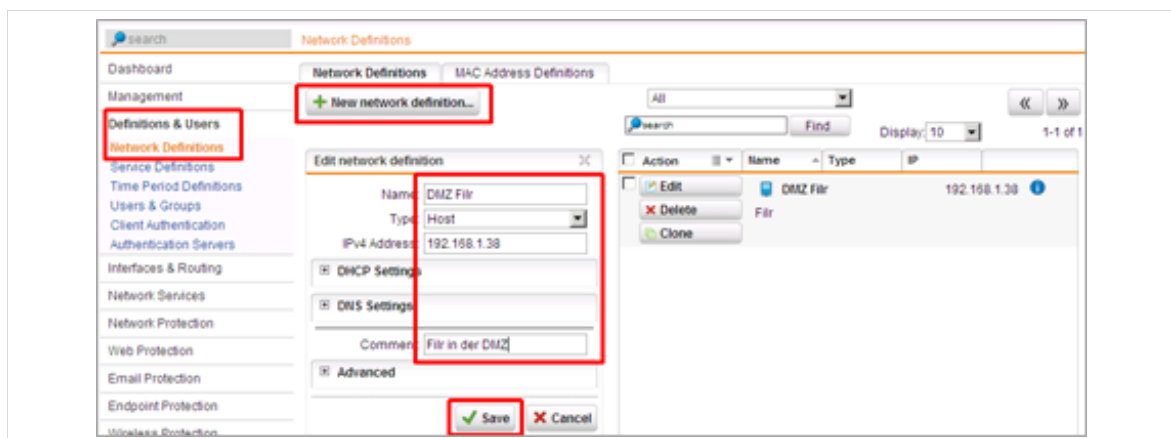 search
Network Definitions
Dashboard
Management
Definitions & Users
Network Definitions
Service Definitions
Time Period Definitions
Users & Groups
Client Authentication
Authentication Servers
Interfaces & Routing
Network Services
Network Protection
Web Protection
Email Protection
Endpoint Protection
Wireless Protection
Network Definitions
MAC Address Definitions
New network definition...
Edit network definition
Name: DMZ Filr
Type: Host
IPv4 Address: 192.168.1.38
DHCP Settings
DNS Settings
Comment: Filr in der DMZ
Advanced
Save
Cancel
All
search
Find
Display: 10
1-1 of 1
Action Name Type IP
Edit DMZ Filr 192.168.1.38
Delete Filr
Clone